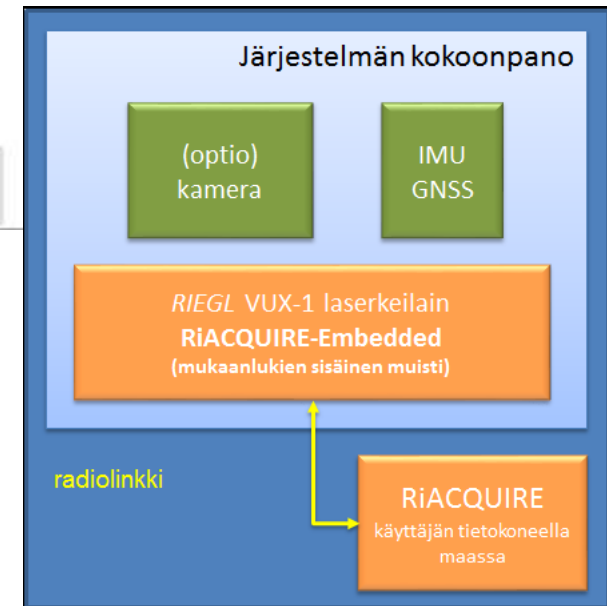 Järjestelmän kokoonpano
(optio)
kamera
IMU
GNSS
RIEGL VUX-1 laserkeilain
RiACQUIRE-Embedded
(mukaanlukien sisäinen muisti)
radiolinkki
RiACQUIRE
käyttäjän tietokoneella
maassa